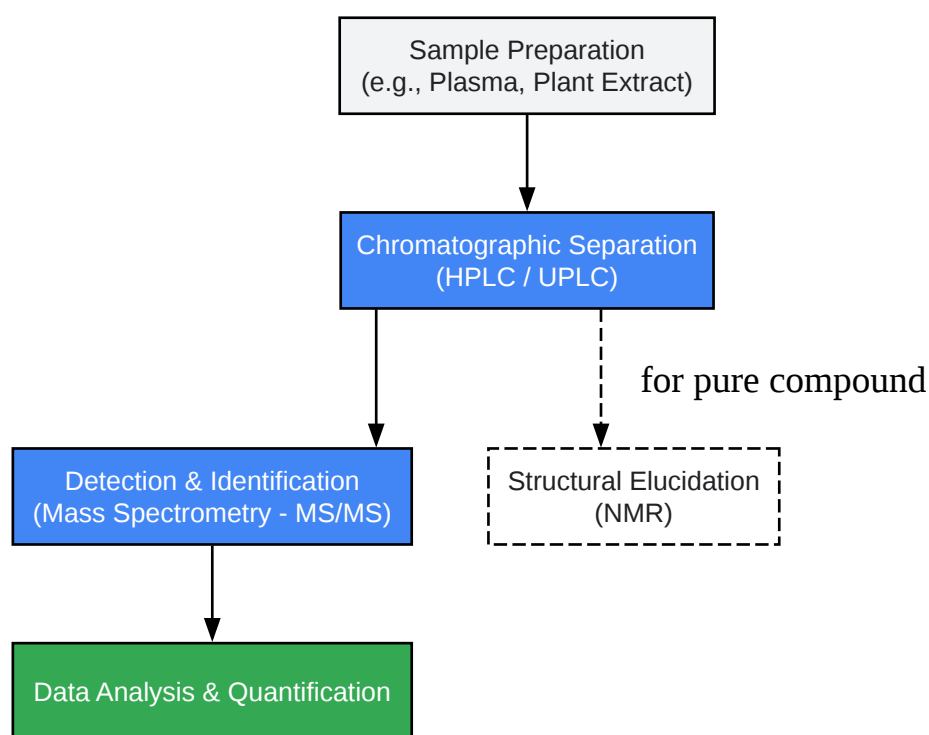 Sample Preparation
(e.g., Plasma, Plant Extract)
Chromatographic Separation
(HPLC / UPLC)
for pure compound
Detection & Identification
(Mass Spectrometry - MS/MS)
Structural Elucidation
(NMR)
Data Analysis & Quantification